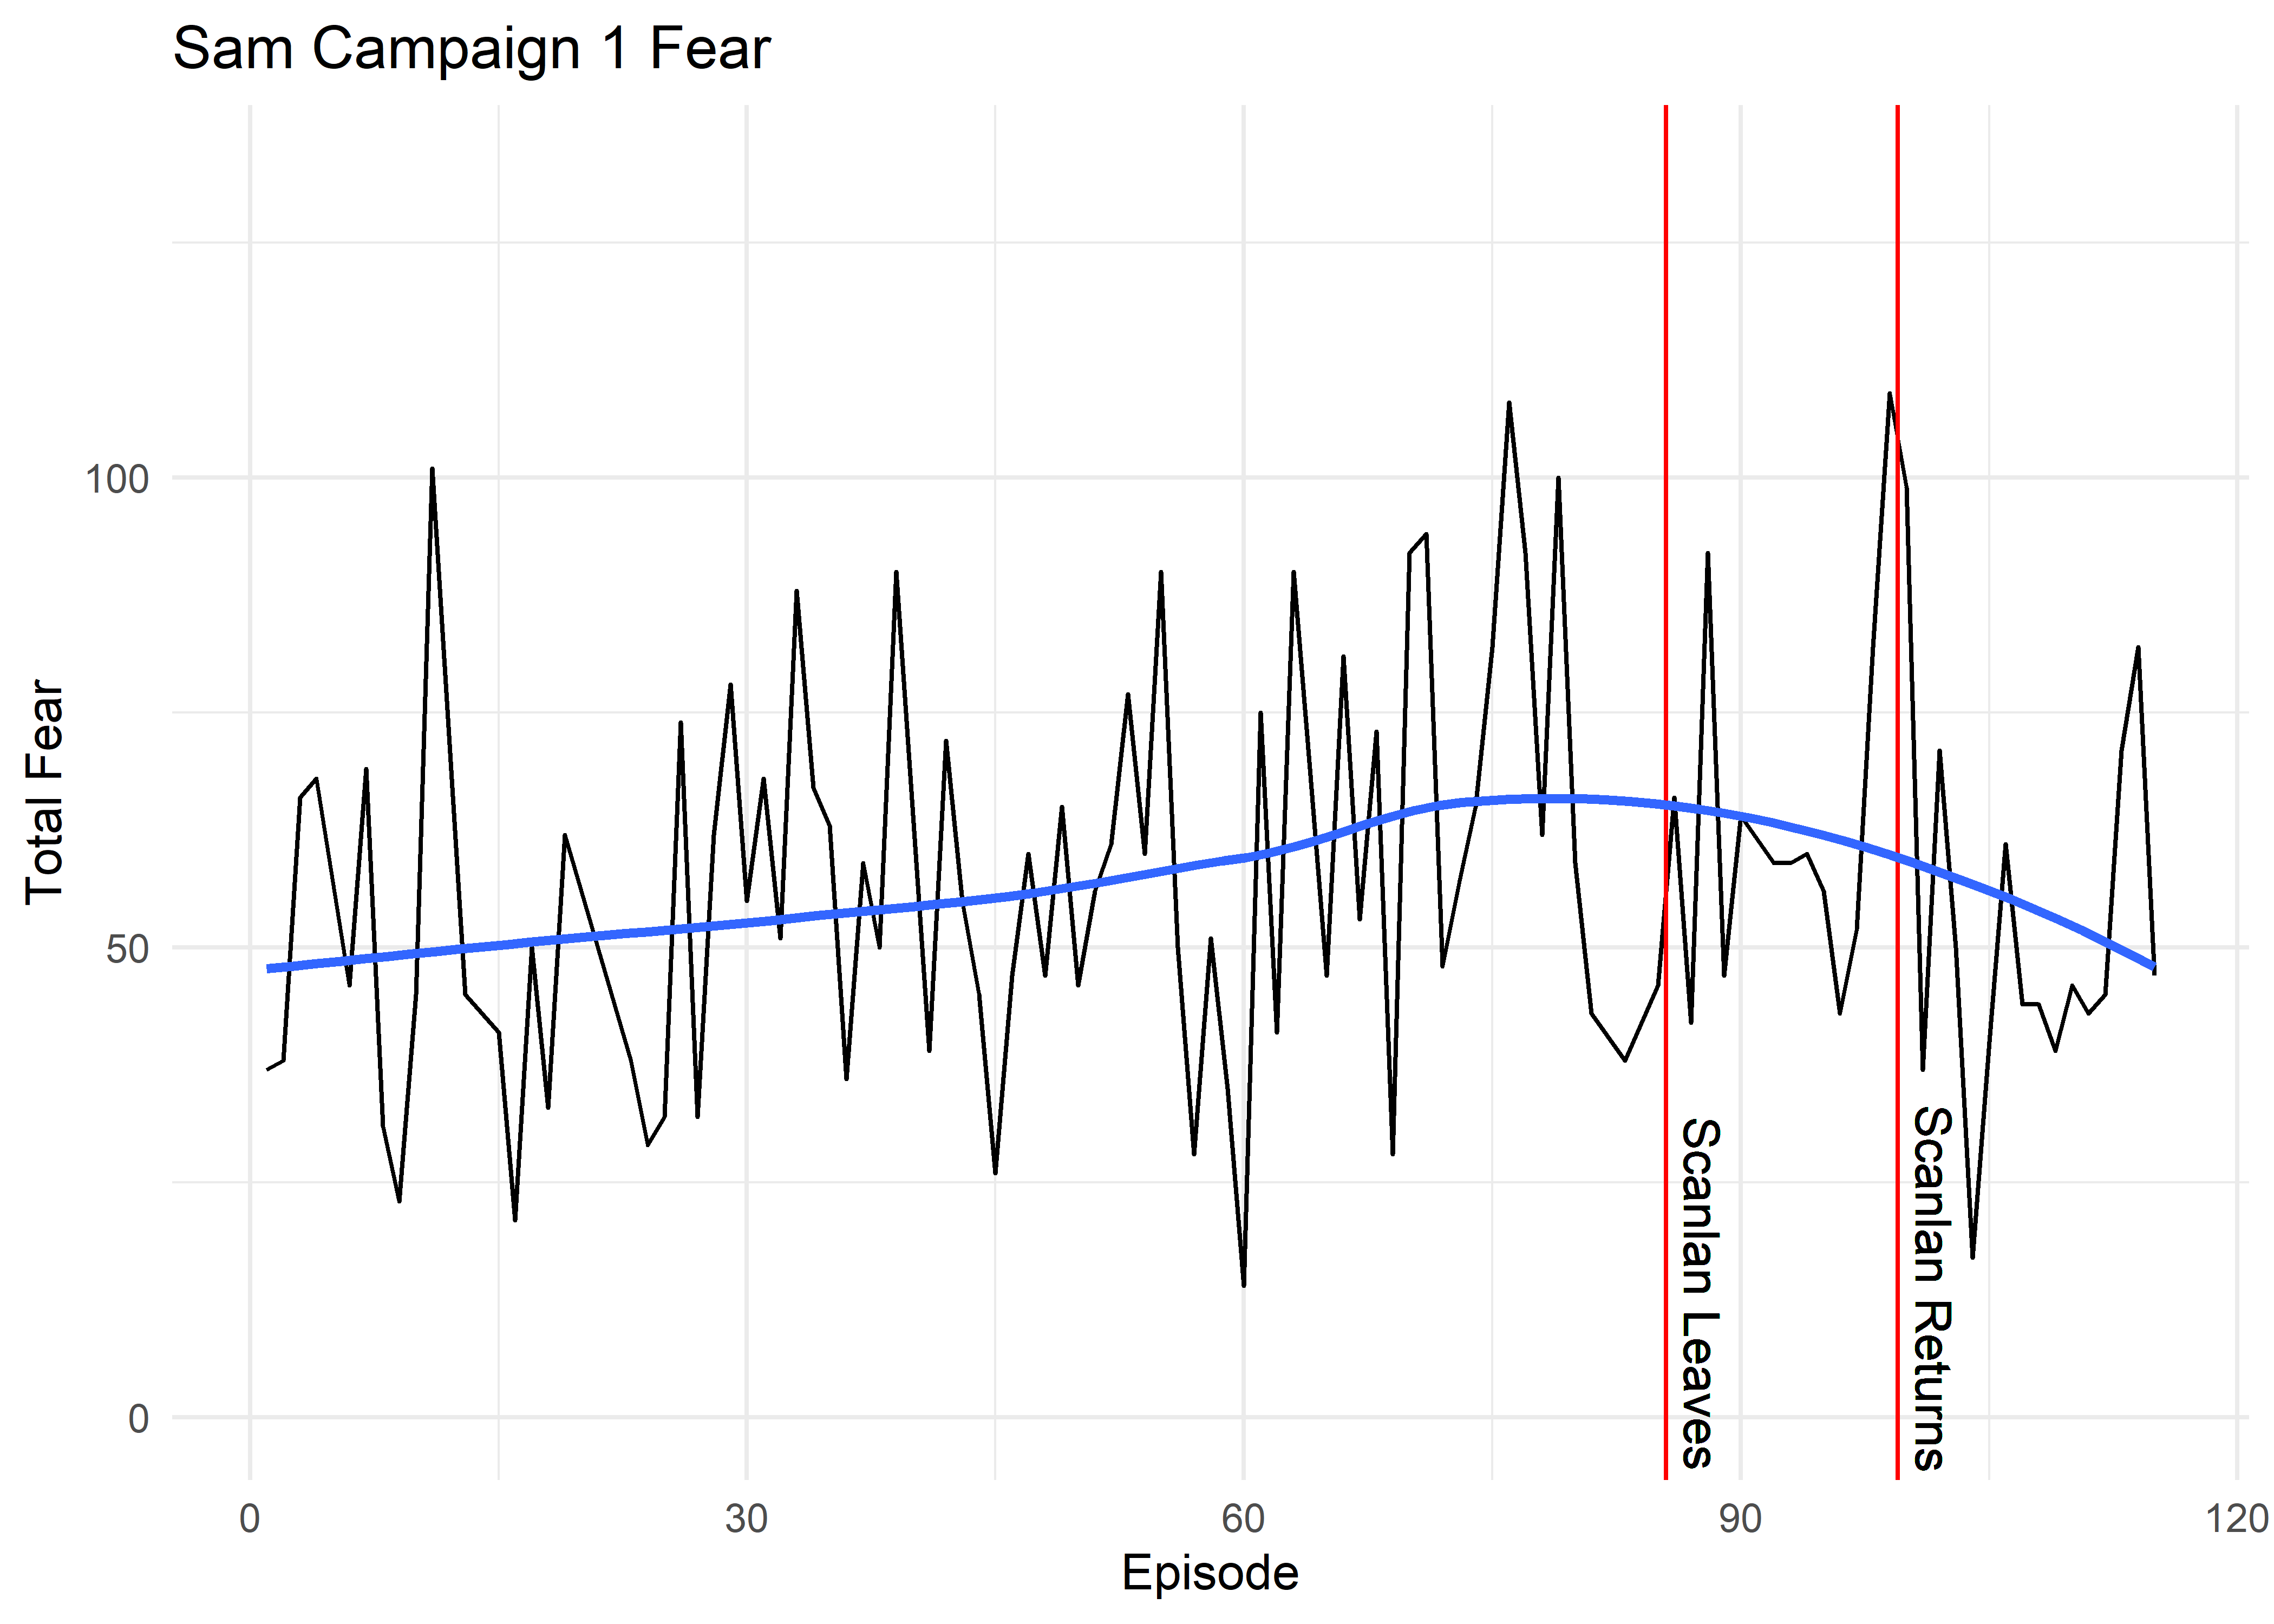 Sam Campaign 1 Fear
Total Fear
100
50
0
Scanlan Leaves
Scanlan Returns
0 30 60 90 120
Episode